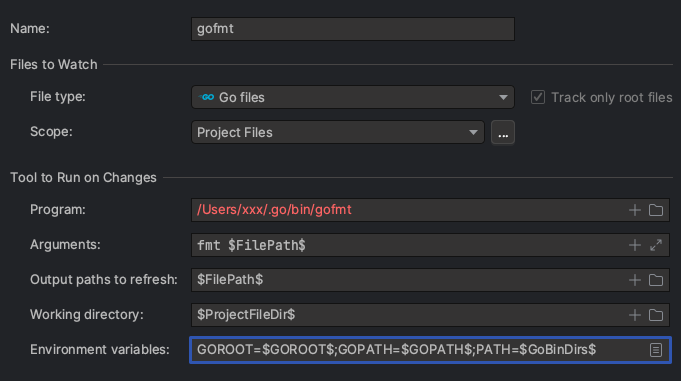 Name: gofmt
Files to Watch
File type: GO Go files Track only root files
Scope: Project Files ...
Tool to Run on Changes
Program: /Users/xxx/.go/bin/gofmt
Arguments: fmt $FilePath$
Output paths to refresh: $FilePath$
Working directory: $ProjectFileDir$
Environment variables: GOROOT=$GOROOT$;GOPATH=$GOPATH$;PATH=$GoBinDirs$